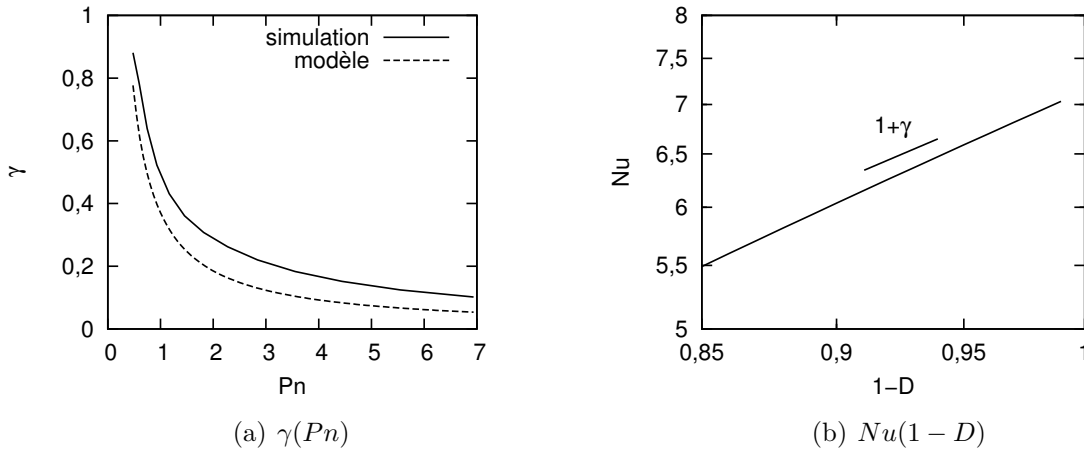 1
0,8
0,6
0,4
0,2
0
γ
simulation
modèle
0 1 2 3 4 5 6 7
Pn
(a) γ(Pn)
8
7,5
7
6,5
6
5,5
5
Nu
1+γ
0,85 0,9 0,95 1
1−D
(b) Nu(1 − D)